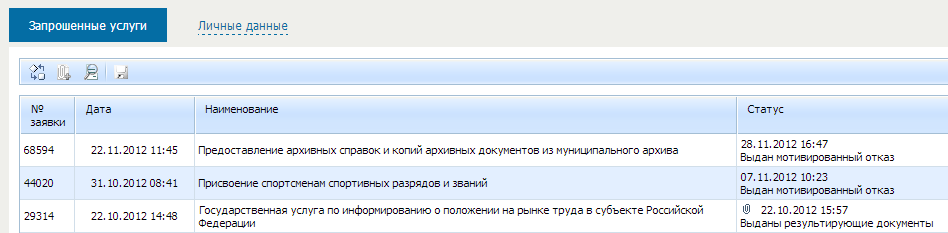 Запрошенные услуги Личные данные
№ заявки Дата Наименование Статус
68594 22.11.2012 11:45 Предоставление архивных справок и копий архивных документов из муниципального архива 28.11.2012 16:47
Выдан мотивированный отказ
44020 31.10.2012 08:41 Присвоение спортсменам спортивных разрядов и званий 07.11.2012 10:23
Выдан мотивированный отказ
29314 22.10.2012 14:48 Государственная услуга по информированию о положении на рынке труда в субъекте Российской 22.10.2012 15:57
Федерации Выданы результирующие документы